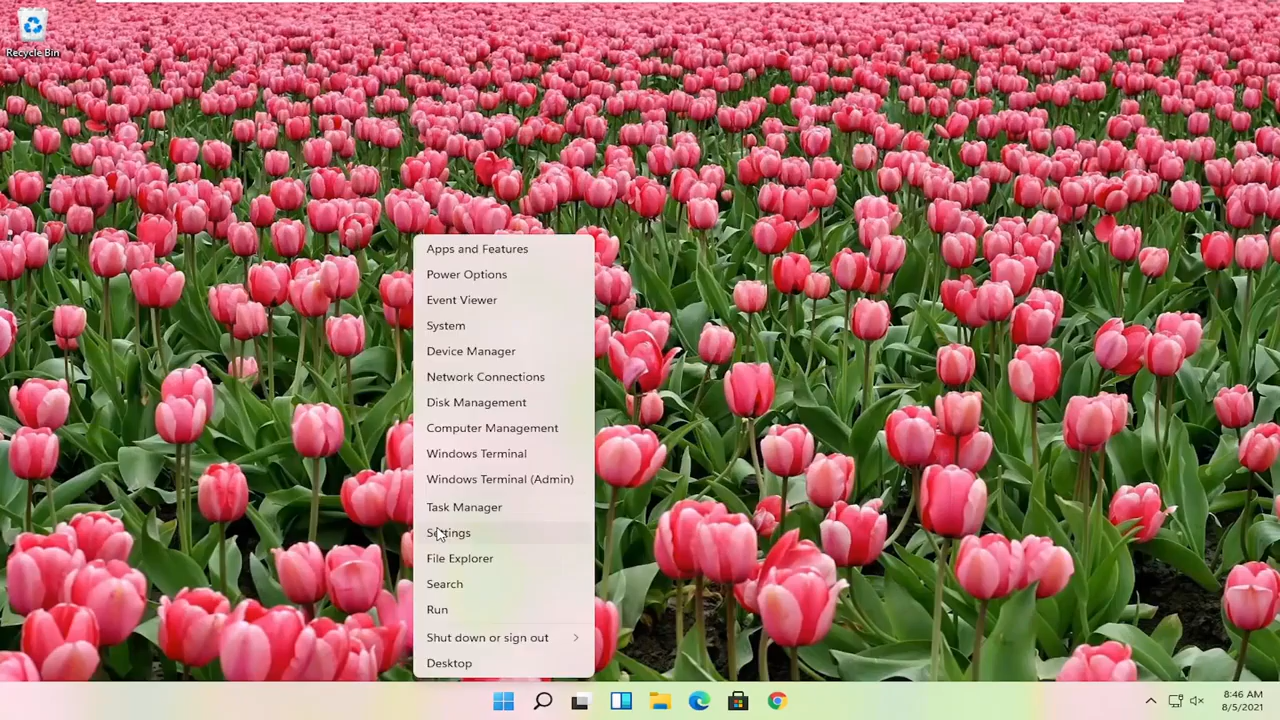 Recycle Bin
Apps and Features
Power Options
Event Viewer
System
Device Manager
Network Connections
Disk Management
Computer Management
Windows Terminal
Windows Terminal (Admin)
Task Manager
Settings
File Explorer
Search
Run
Shut down or sign out
Desktop
8:46 AM
8/5/2021